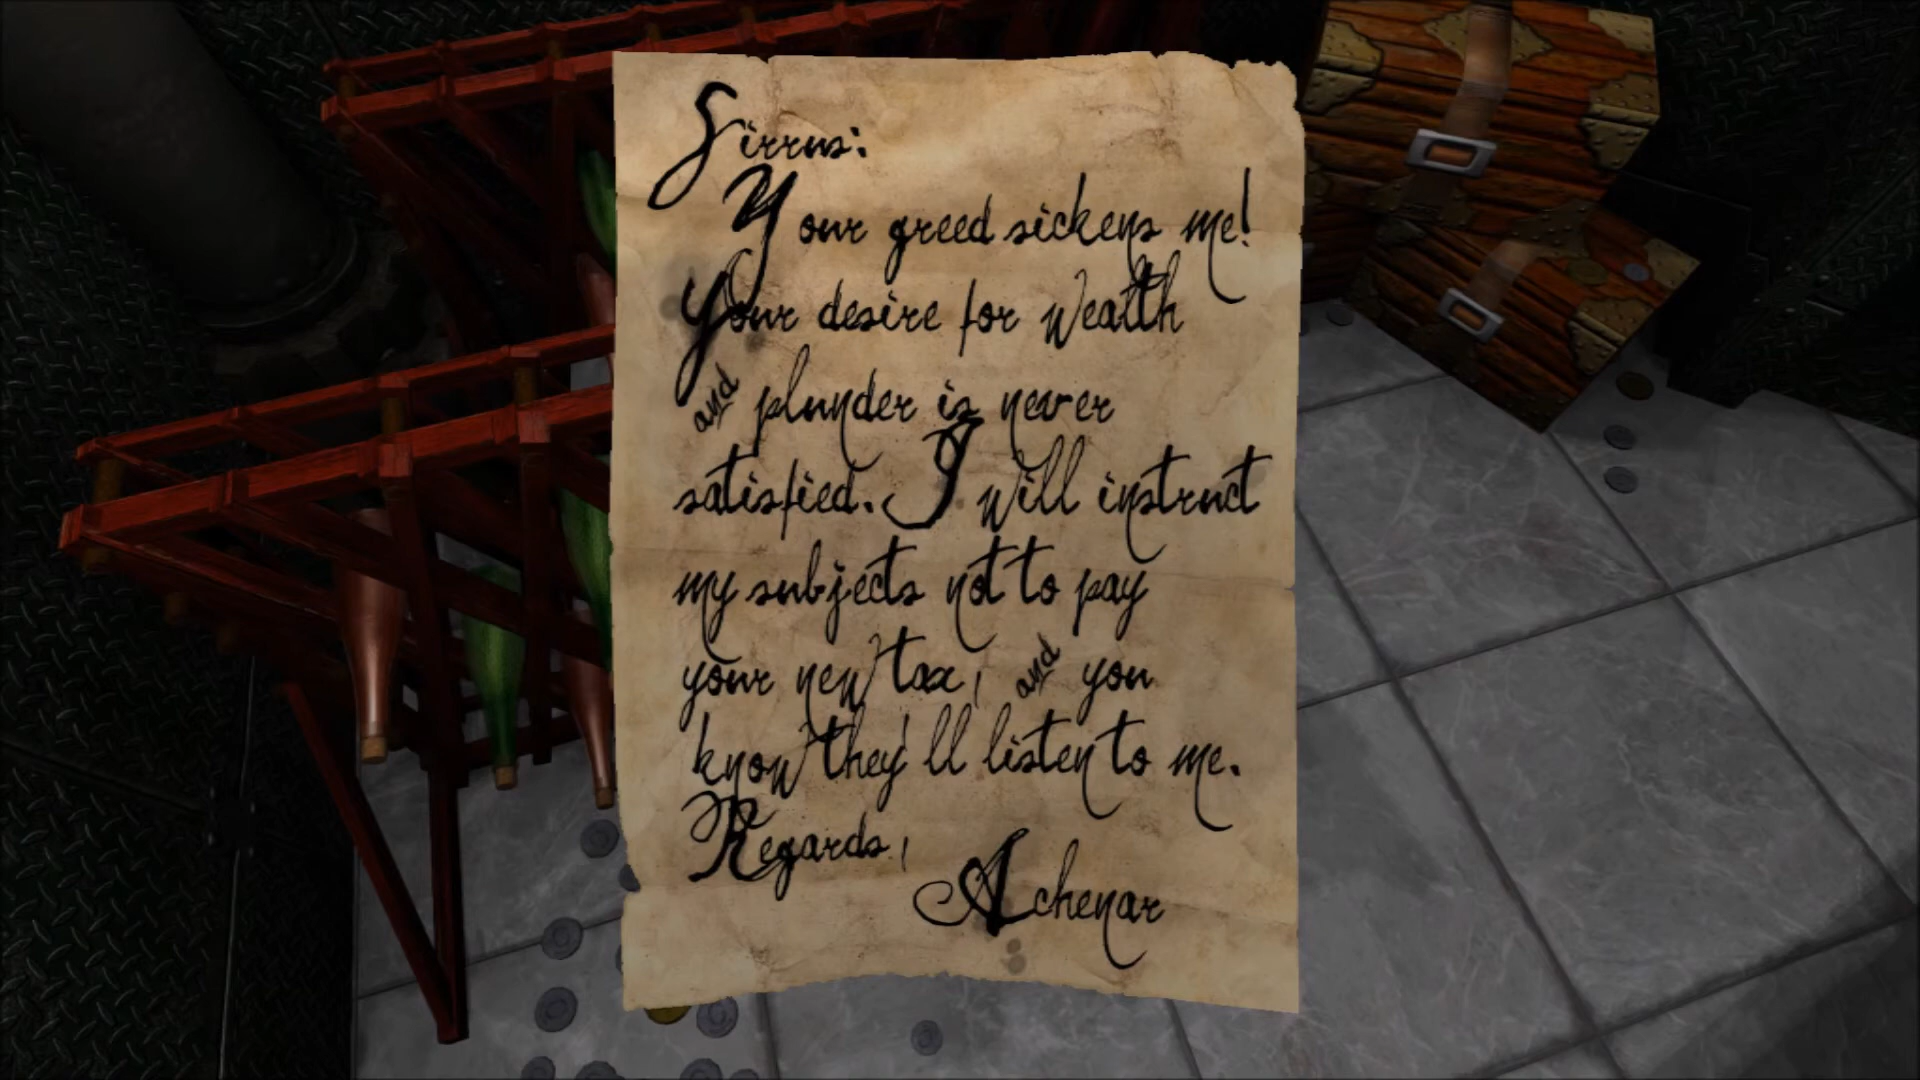 Sirrus:
Your greed sickens me!
Your desire for wealth
and plunder is never
satisfied. I will instruct
my subjects not to pay
your new tax, and you
know they'll listen to me.
Regards,
Achenar